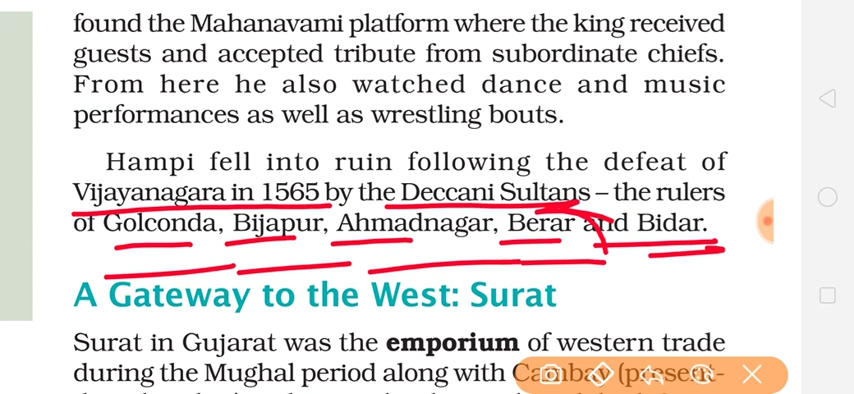 found the Mahanavami platform where the king received
guests and accepted tribute from subordinate chiefs.
From here he also watched dance and music
performances as well as wrestling bouts.
Hampi fell into ruin following the defeat of
Vijayanagara in 1565 by the Deccani Sultans – the rulers
of Golconda, Bijapur, Ahmadnagar, Berar and Bidar.
A Gateway to the West: Surat
Surat in Gujarat was the emporium of western trade
during the Mughal period along with Cambay (present-